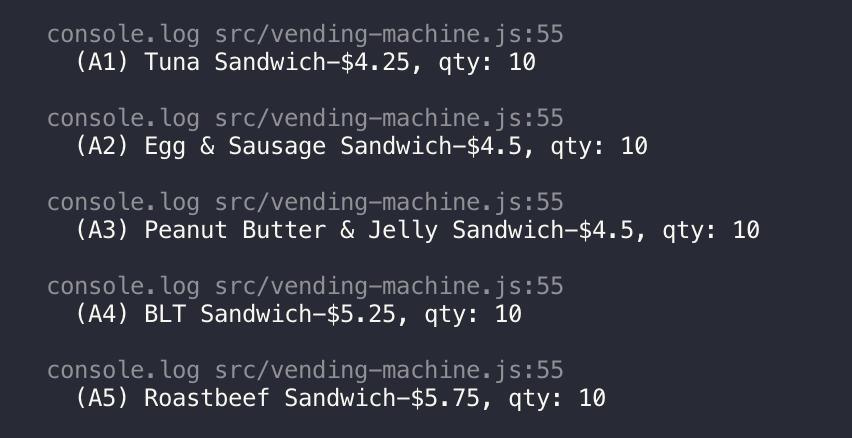 console.log src/vending-machine.js:55
(A1) Tuna Sandwich–$4.25, qty: 10
console.log src/vending-machine.js:55
(A2) Egg & Sausage Sandwich–$4.5, qty: 10
console.log src/vending-machine.js:55
(A3) Peanut Butter & Jelly Sandwich–$4.5, qty: 10
console.log src/vending-machine.js:55
(A4) BLT Sandwich–$5.25, qty: 10
console.log src/vending-machine.js:55
(A5) Roastbeef Sandwich–$5.75, qty: 10